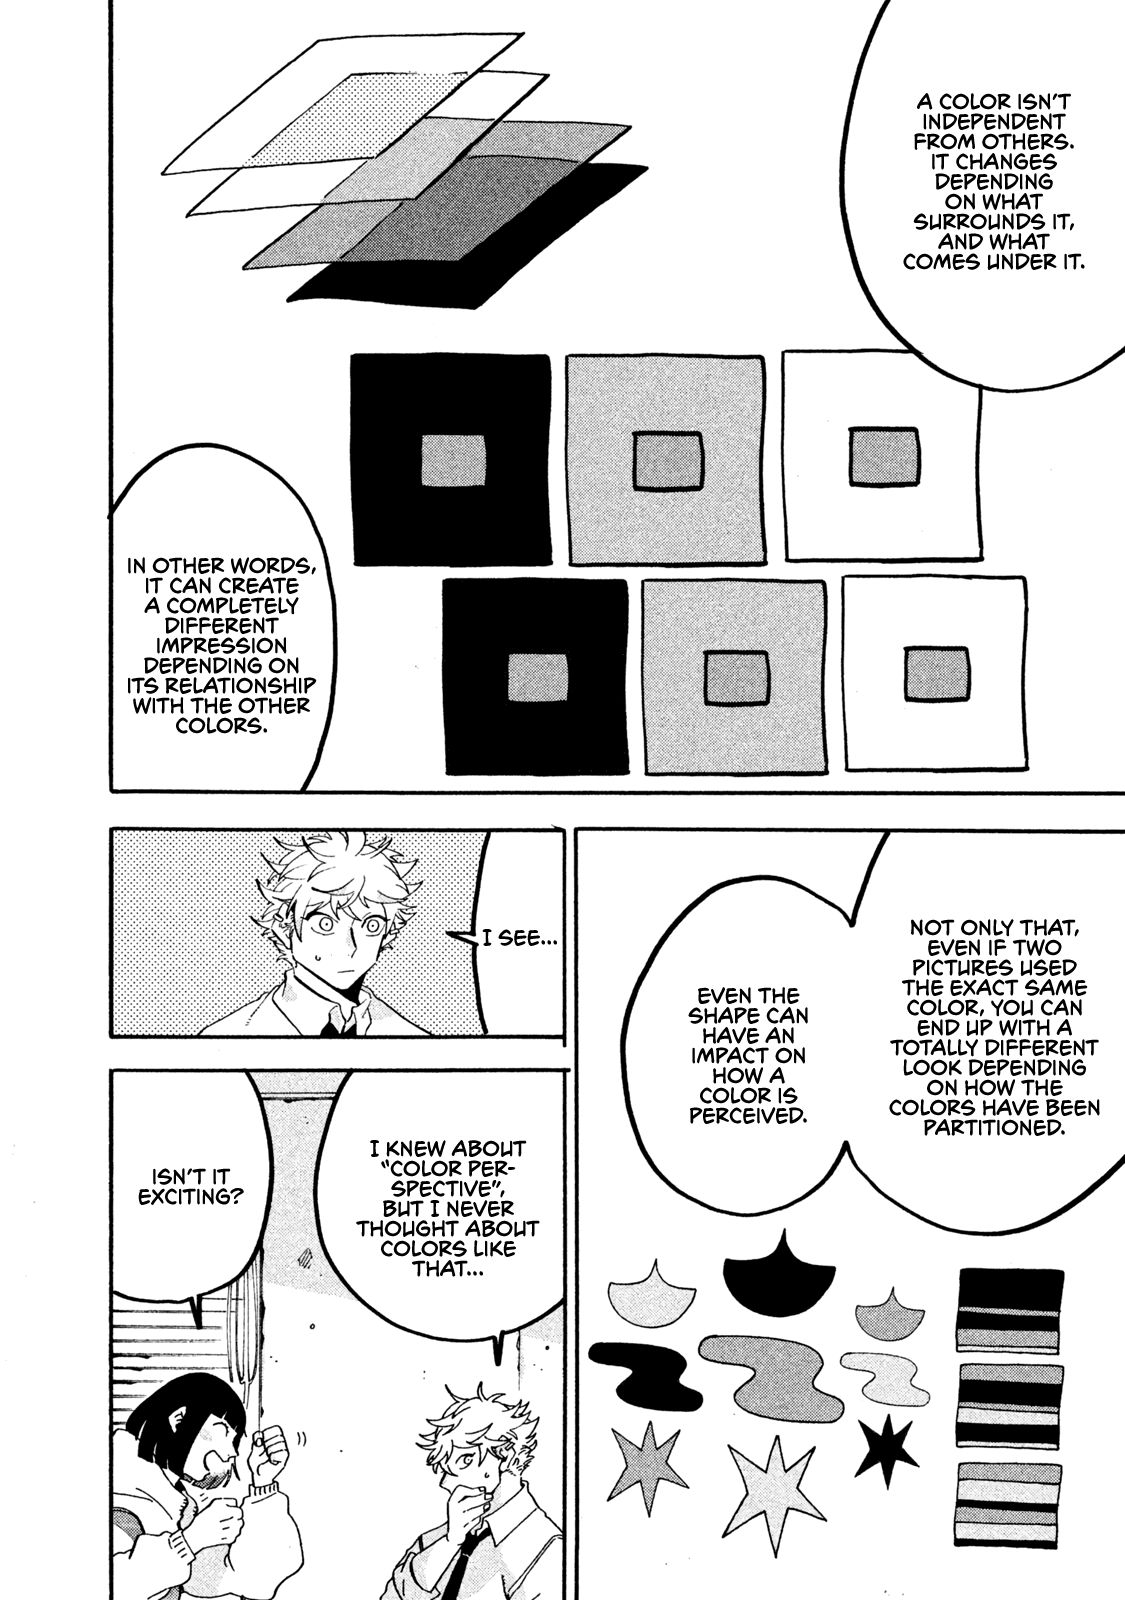 A COLOR ISN'T
INDEPENDENT
FROM OTHERS.
IT CHANGES
DEPENDING
ON WHAT
SURROUNDS IT,
AND WHAT
COMES UNDER IT.
IN OTHER WORDS,
IT CAN CREATE
A COMPLETELY
DIFFERENT
IMPRESSION
DEPENDING ON
ITS RELATIONSHIP
WITH THE OTHER
COLORS.
NOT ONLY THAT,
EVEN IF TWO
PICTURES USED
THE EXACT SAME
COLOR, YOU CAN
END UP WITH A
TOTALLY DIFFERENT
LOOK DEPENDING
ON HOW THE
COLORS HAVE BEEN
PARTITIONED.
EVEN THE
SHAPE CAN
HAVE AN
IMPACT ON
HOW A
COLOR IS
PERCEIVED.
I SEE...
I KNEW ABOUT
"COLOR PER-
SPECTIVE",
BUT I NEVER
THOUGHT ABOUT
COLORS LIKE
THAT...
ISN'T IT
EXCITING?